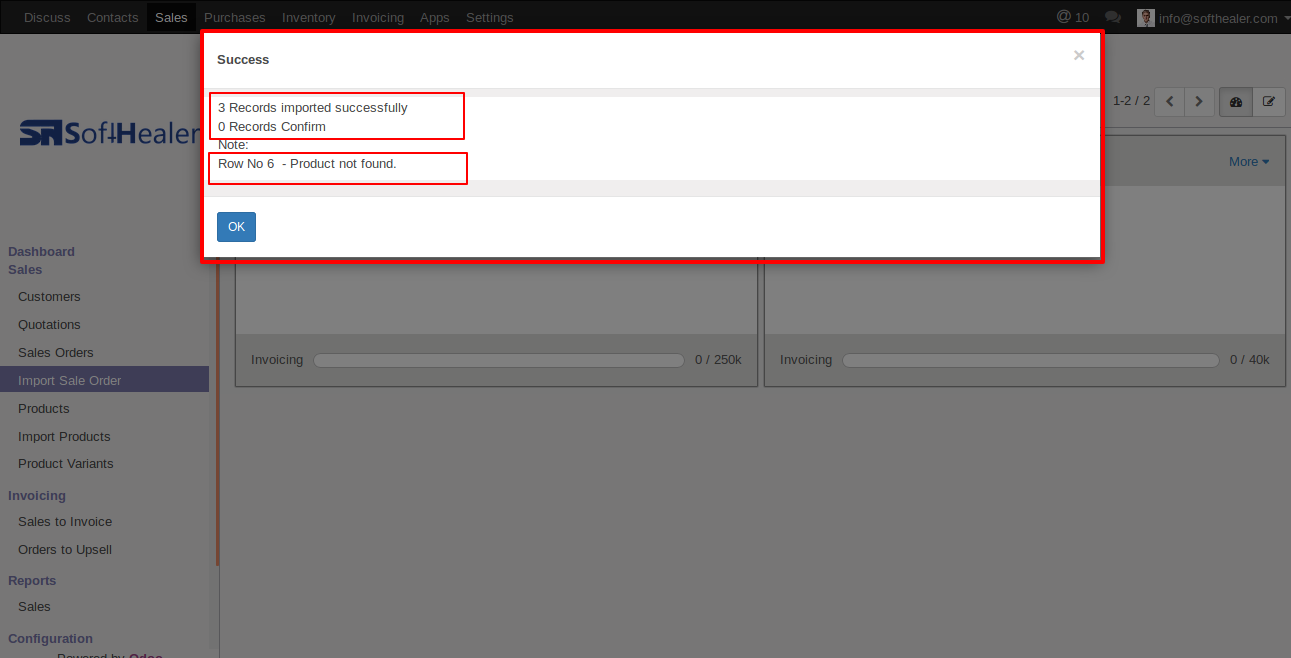 Discuss Contacts Sales Purchases Inventory Invoicing Apps Settings @ 10 info@softhealer.com
Success ×
3 Records imported successfully
0 Records Confirm
Note:
Row No 6 - Product not found.
OK
1-2 / 2
More
SHSoftHealer
Dashboard
Sales
Customers
Quotations
Sales Orders
Import Sale Order
Products
Import Products
Product Variants
Invoicing
Sales to Invoice
Orders to Upsell
Reports
Sales
Configuration
Powered by Odoo
Invoicing 0 / 250k
Invoicing 0 / 40k